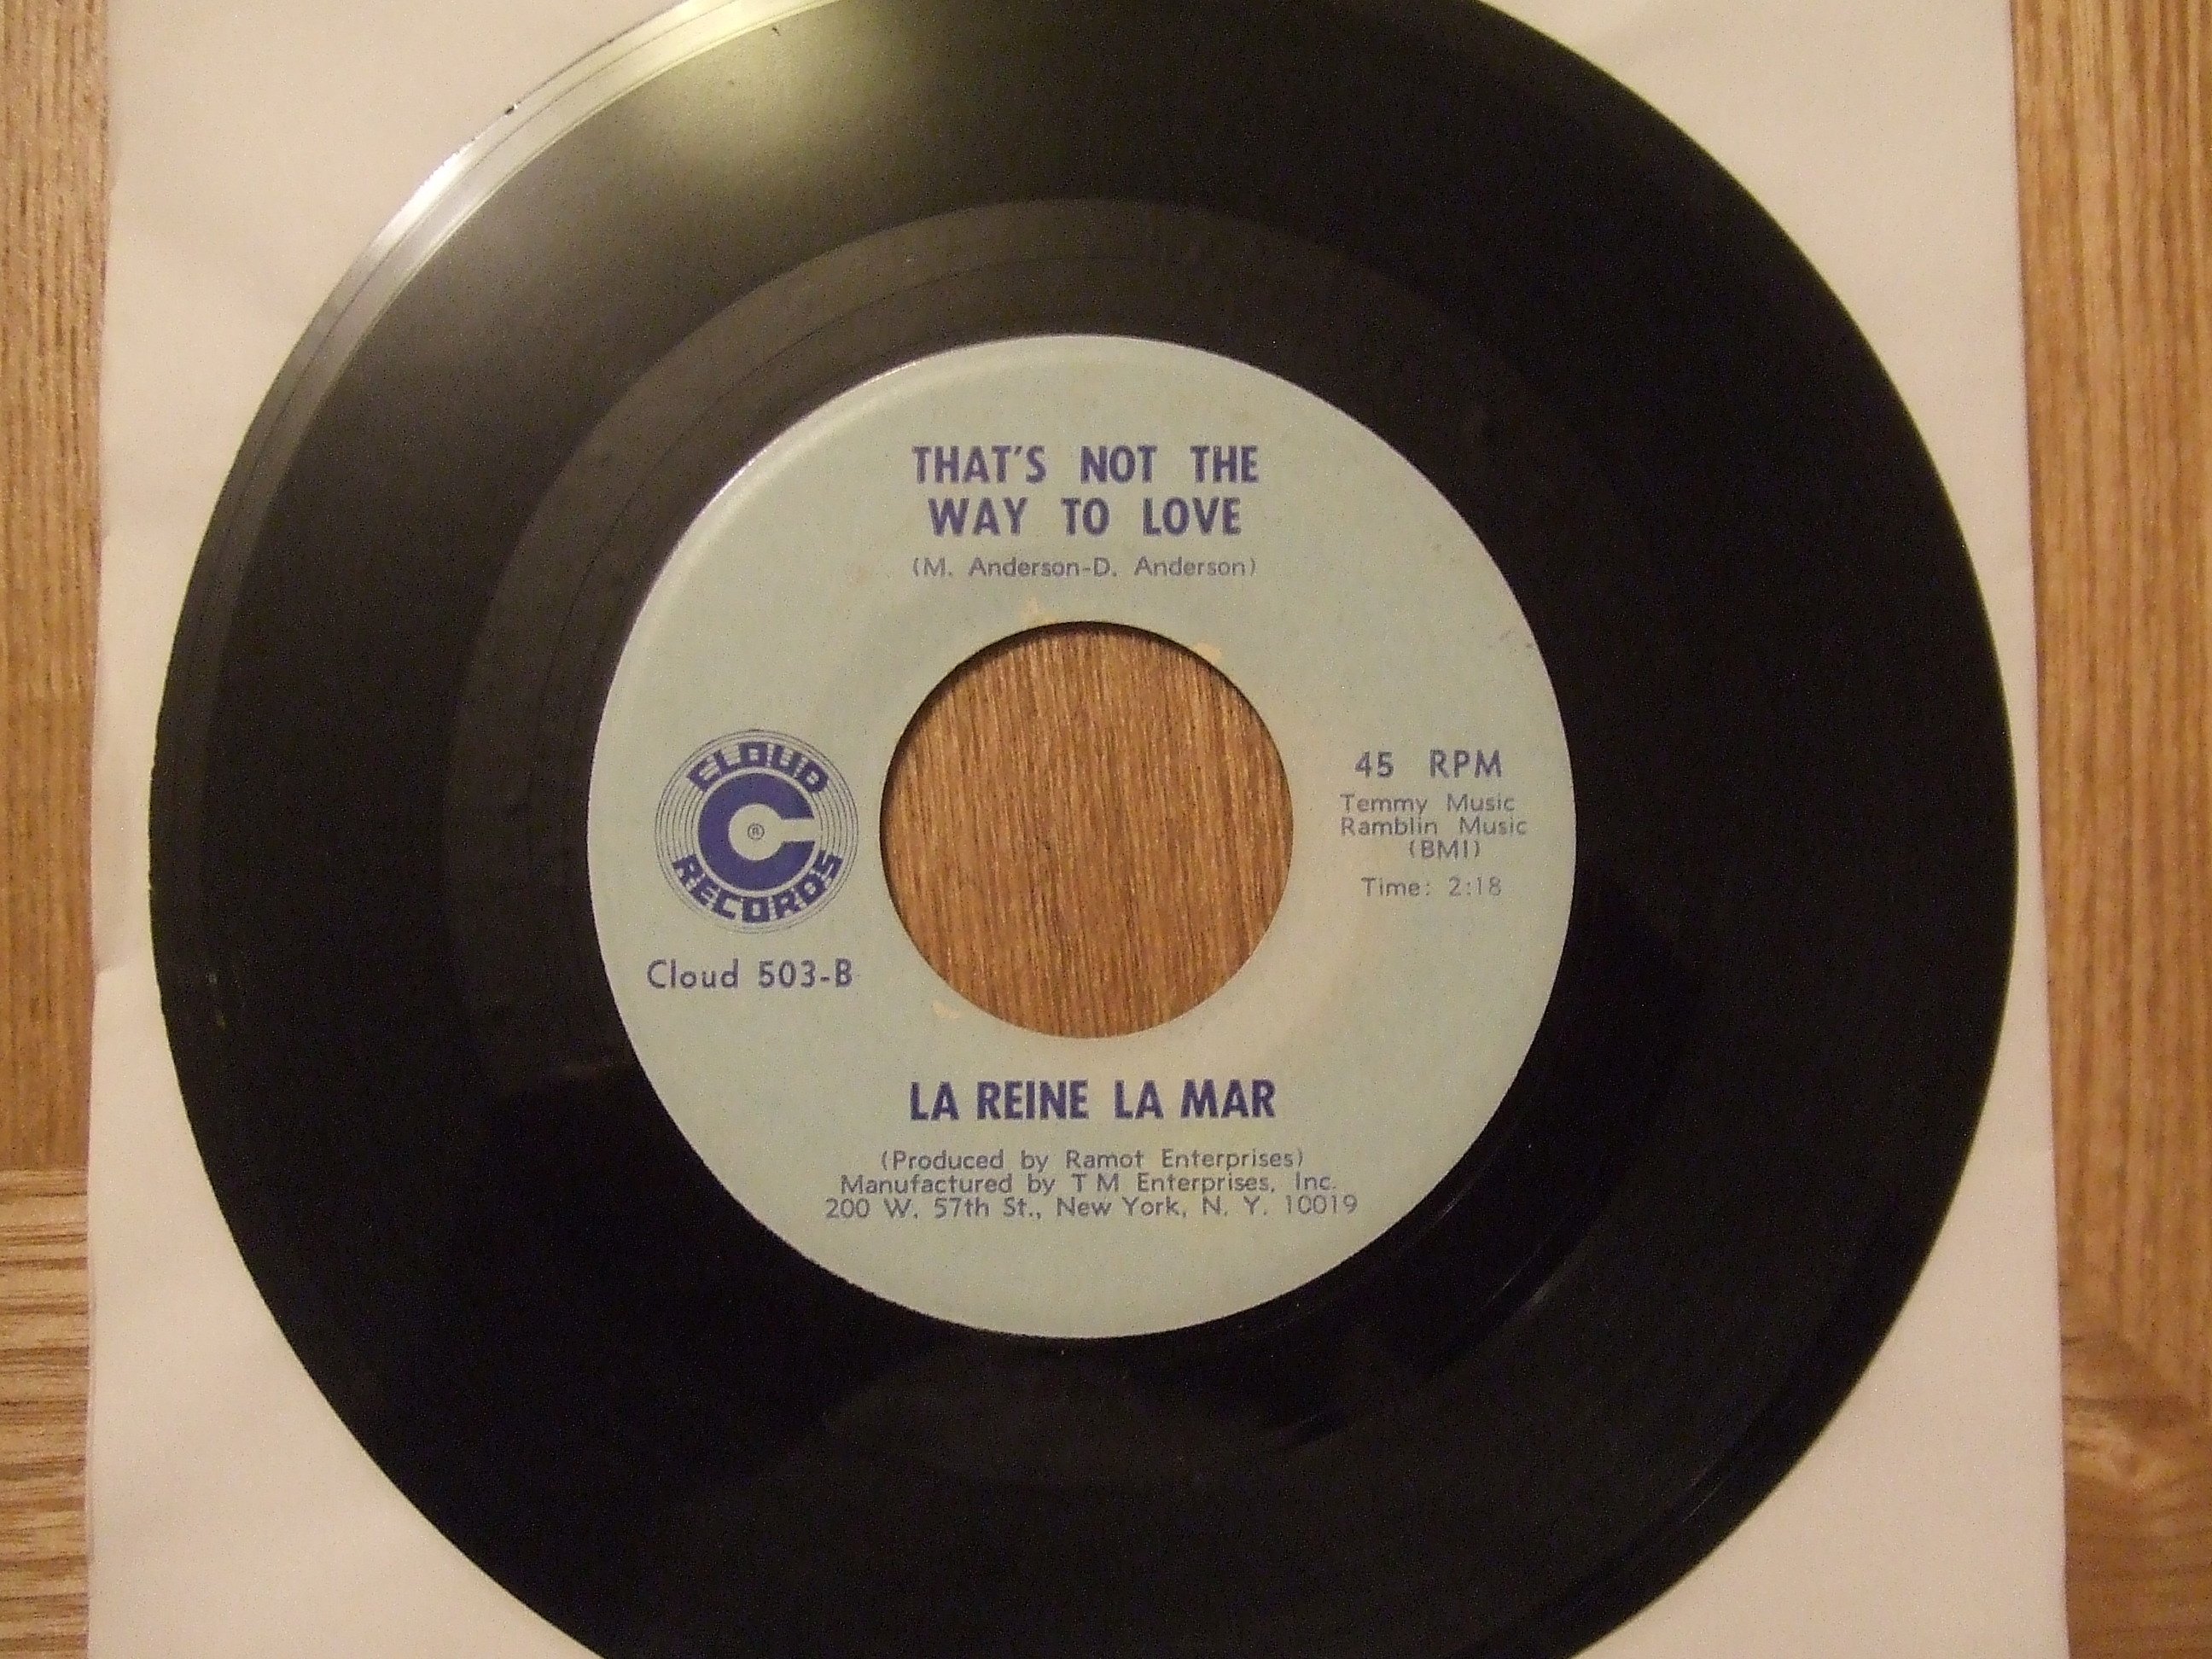 THAT'S NOT THE
WAY TO LOVE
(M. Anderson-D. Anderson)
CLOUD
C
®
RECORDS
Cloud 503-B
45 RPM
Temmy Music
Ramblin Music
(BMI)
Time: 2:18
LA REINE LA MAR
(Produced by Ramot Enterprises)
Manufactured by T M Enterprises, Inc.
200 W. 57th St., New York, N. Y. 10019